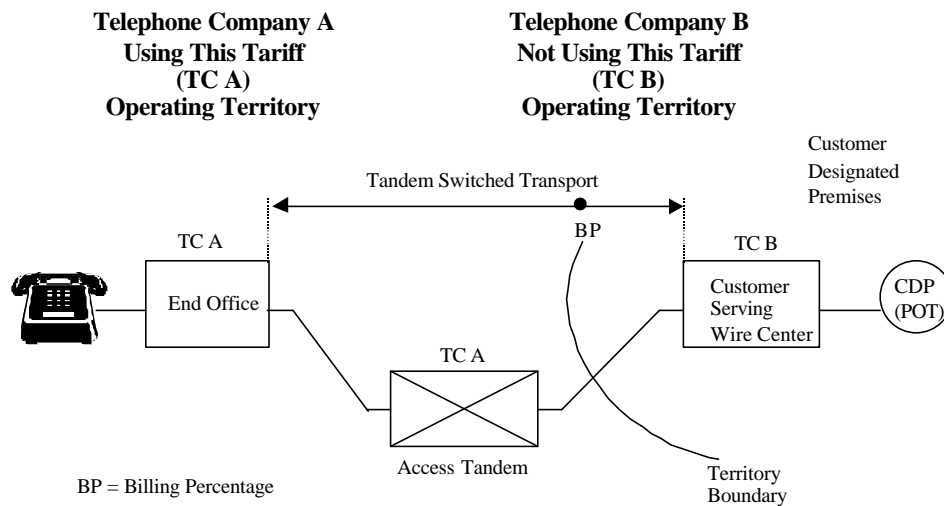 Telephone Company A
Using This Tariff
(TC A)
Operating Territory
Telephone Company B
Not Using This Tariff
(TC B)
Operating Territory
Customer
Designated
Premises
Tandem Switched Transport
BP
TC A
End Office
TC B
Customer
Serving
Wire Center
CDP
(POT)
TC A
Access Tandem
Territory
Boundary
BP = Billing Percentage